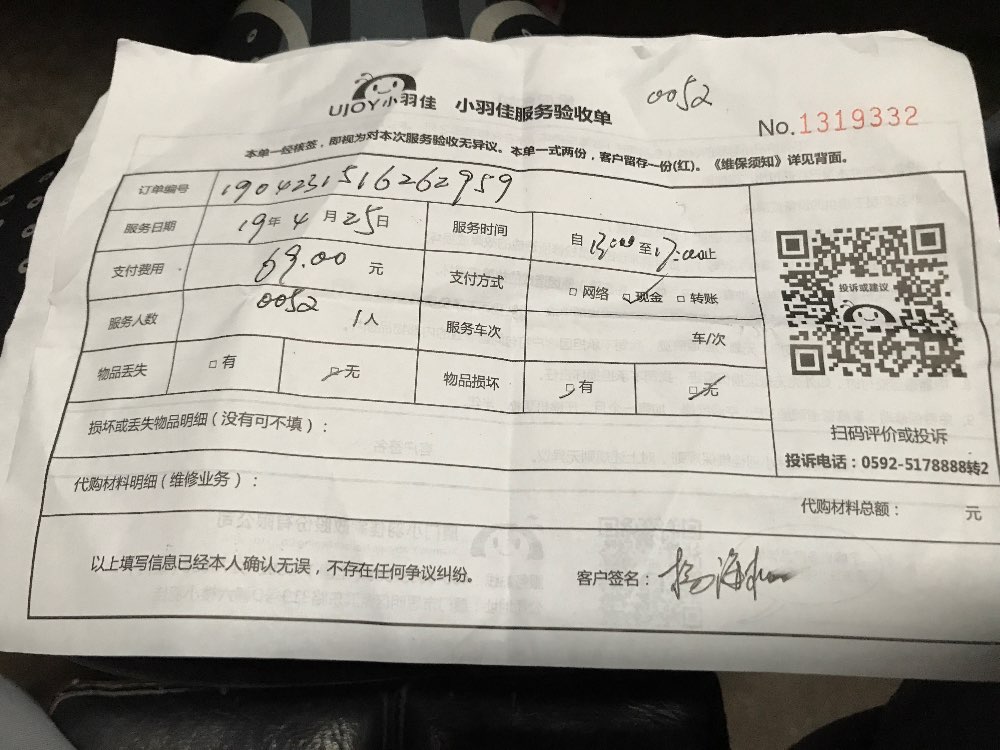 UJOY小羽佳 小羽佳服务验收单 0052
No.1319332
本单一经核签，即视为对本次服务验收无异议。本单一式两份，客户留存一份(红)。《维保须知》详见背面。
订单编号 1904231516262959
服务日期 19年4月25日 服务时间 自13:00至17:00止
支付费用 69.00元 支付方式 □网络 ☑现金 □转账
服务人数 0052 1人 服务车次 车/次
物品丢失 □有 ☑无 物品损坏 □有 ☑无
投诉或建议
扫码评价或投诉
投诉电话：0592-5178888转2
损坏或丢失物品明细（没有可不填）：
代购材料明细（维修业务）： 代购材料总额： 元
以上填写信息已经本人确认无误，不存在任何争议纠纷。 客户签名：